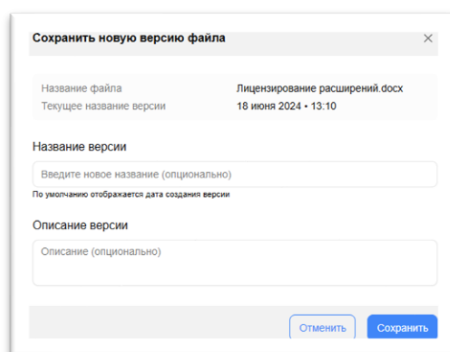 Сохранить новую версию файла
Название файла Лицензирование расширений.docx
Текущее название версии 18 июня 2024 • 13:10
Название версии
Введите новое название (опционально)
По умолчанию отображается дата создания версии
Описание версии
Описание (опционально)
Отменить Сохранить